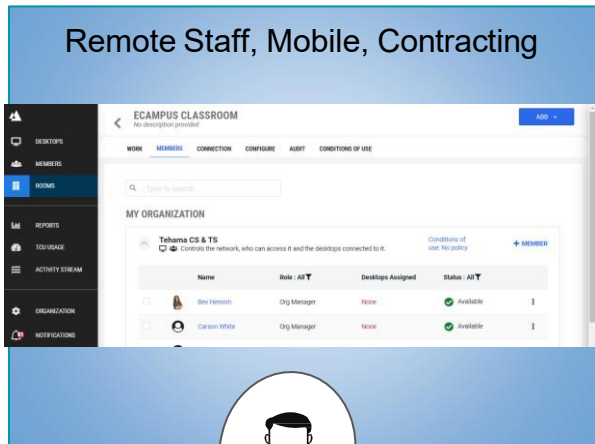 Remote Staff, Mobile, Contracting
ECAMPUS CLASSROOM
No description provided
ADD
DESKTOPS
MEMBERS
ROOMS
REPORTS
TCU USAGE
ACTIVITY STREAM
ORGANIZATION
NOTIFICATIONS
WORK MEMBERS CONNECTION CONFIGURE AUDIT CONDITIONS OF USE
Type to search
MY ORGANIZATION
Tehama CS & TS
Controls the network, who can access it and the desktops connected to it.
Conditions of
use: No policy
+ MEMBER
Name Role : All Desktops Assigned Status : All
Bev Hemish Org Manager None Available
Carson White Org Manager None Available